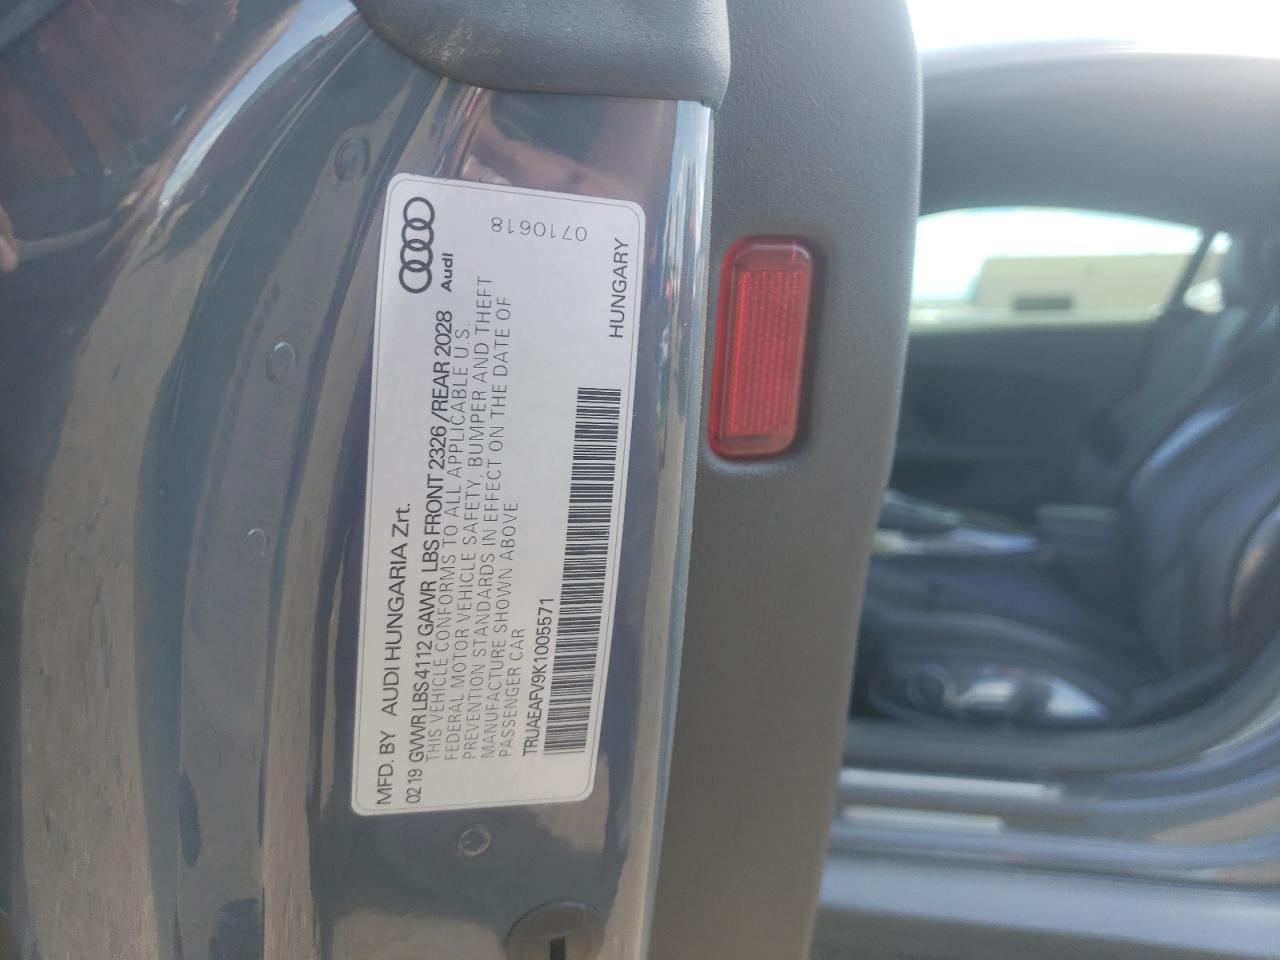 MFD. BY AUDI HUNGARIA Zrt.
02 19 GVWR LBS 4112 GAWR LBS FRONT 2326 /REAR 2028
THIS VEHICLE CONFORMS TO ALL APPLICABLE U.S.
FEDERAL MOTOR VEHICLE SAFETY, BUMPER AND THEFT
PREVENTION STANDARDS IN EFFECT ON THE DATE OF
MANUFACTURE SHOWN ABOVE
PASSENGER CAR
TRUAEAFV9K1005571
Audi
HUNGARY
0710618